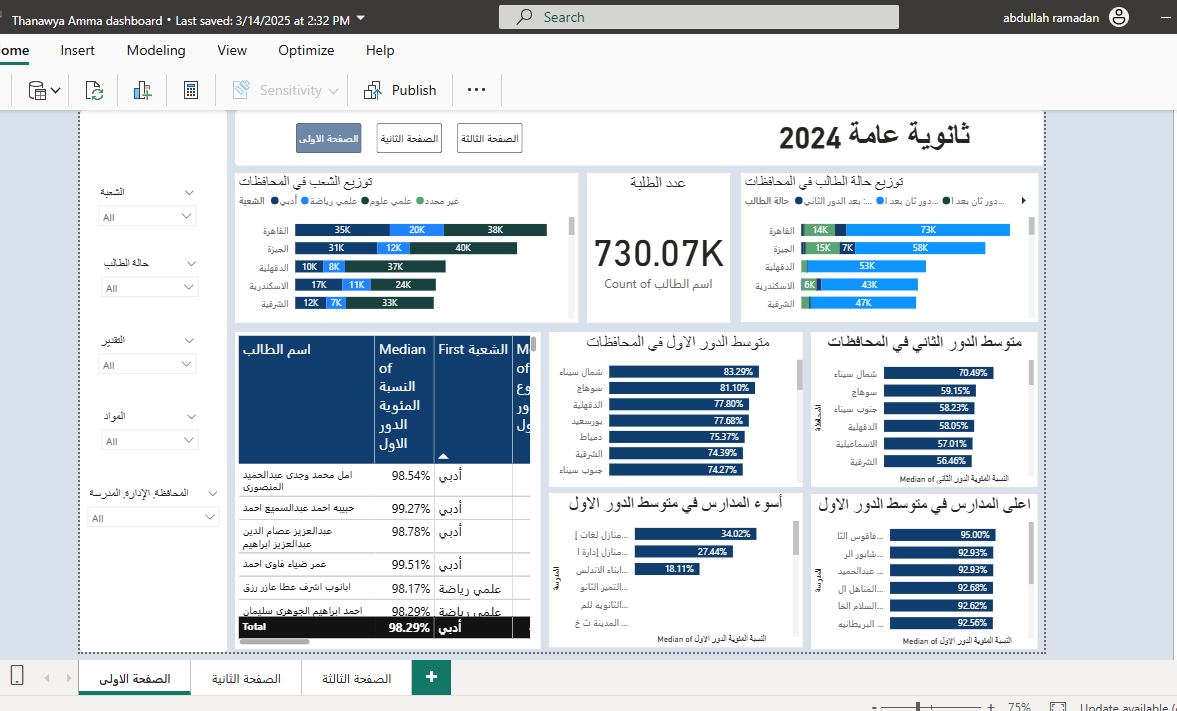 Thanawya Amma dashboard • Last saved: 3/14/2025 at 2:32 PM
Search
abdullah ramadan
ome Insert Modeling View Optimize Help
Sensitivity
Publish
ثانوية عامة 2024
الصفحة الاولى
الصفحة الثانية
الصفحة الثالثة
الشعبة
All
حالة الطالب
All
التقدير
All
المواد
All
المحافظة, الإدارة, المدرسة
All
توزيع الشعب في المحافظات
الشعبة أدبي علمي رياضة علمي علوم غير محدد
القاهرة 35K 20K 38K
الجيزة 31K 12K 40K
الدقهلية 10K 8K 37K
الاسكندرية 17K 11K 24K
الشرقية 12K 7K 33K
عدد الطلبة
730.07K
Count of اسم الطالب
توزيع حالة الطالب في المحافظات
حالة الطالب ...: بعد الدور الثاني ...دور ثان بعد ا ...دور ثان بعد ا
القاهرة 14K 73K
الجيزة 15K 7K 58K
الدقهلية 53K
الاسكندرية 6K 43K
الشرقية 47K
اسم الطالب
Median of النسبة المئوية الدور الاول
First الشعبة
امل محمد وجدى عبدالحميد المنصورى 98.54% أدبي
حبيبه احمد عبدالسميع احمد 99.27% أدبي
عبدالعزيز عصام الدين عبدالعزيز ابراهيم 98.78% أدبي
عمر ضياء فاوى احمد 99.51% أدبي
ابانوب اشرف عطا عازر رزق 98.17% علمي رياضة
احمد ابراهيم الجوهرى سليمان 98.29% علمي رياضة
Total 98.29% أدبي
متوسط الدور الاول في المحافظات
شمال سيناء 83.29%
سوهاج 81.10%
الدقهلية 77.80%
بورسعيد 77.68%
دمياط 75.37%
الشرقية 74.39%
جنوب سيناء 74.27%
متوسط الدور الثاني في المحافظات
المحافظة
شمال سيناء 70.49%
سوهاج 59.15%
جنوب سيناء 58.23%
الدقهلية 58.05%
الاسماعيلية 57.01%
الشرقية 56.46%
Median of النسبة المئوية الدور الثاني
أسوء المدارس في متوسط الدور الاول
المدرسة
...منازل لغات إ 34.02%
...منازل إدارة ا 27.44%
...ابناء الاندلس 18.11%
...التميز الثانو
...الثانويه للم
... المدينة ث خ
Median of النسبة المئوية الدور الاول
اعلى المدارس في متوسط الدور الاول
المدرسة
...فاقوس الثا 95.00%
...شابور الر 92.93%
... عبدالحميد 92.93%
...المناهل ال 92.68%
...السلام الخا 92.62%
... البريطانيه 92.56%
Median of النسبة المئوية الدور الاول
الصفحة الاولى
الصفحة الثانية
الصفحة الثالثة
75%
Update available (